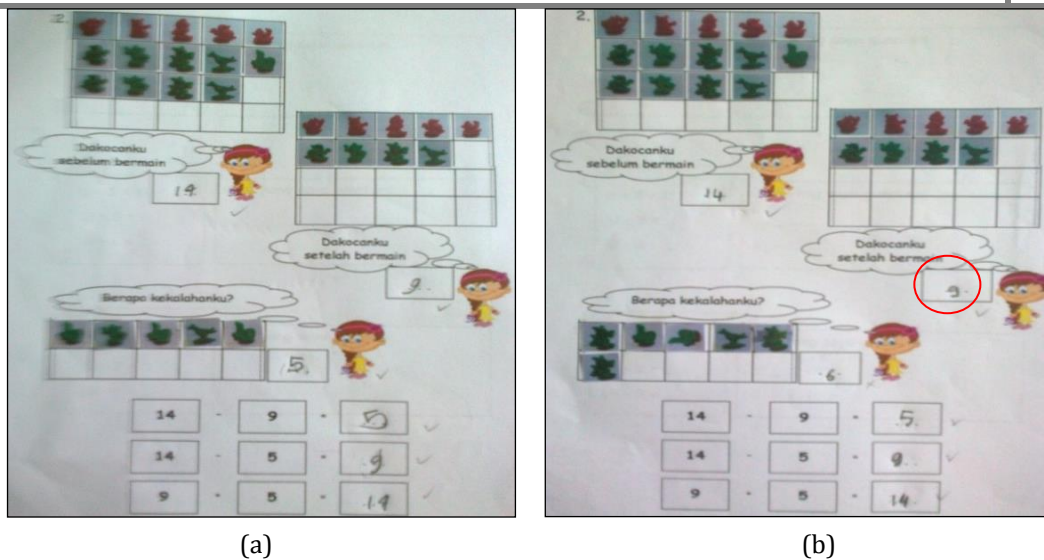 2.
Dakocanku
sebelum bermain
14
Dakocanku
setelah bermain
9
Berapa kekalahanku?
5
14 - 9 = 5
14 - 5 = 9
9 - 5 = 14
(a)
2.
Dakocanku
sebelum bermain
14
Dakocanku
setelah bermain
9
Berapa kekalahanku?
6
14 - 9 = 5
14 - 5 = 9
9 - 5 = 14
(b)